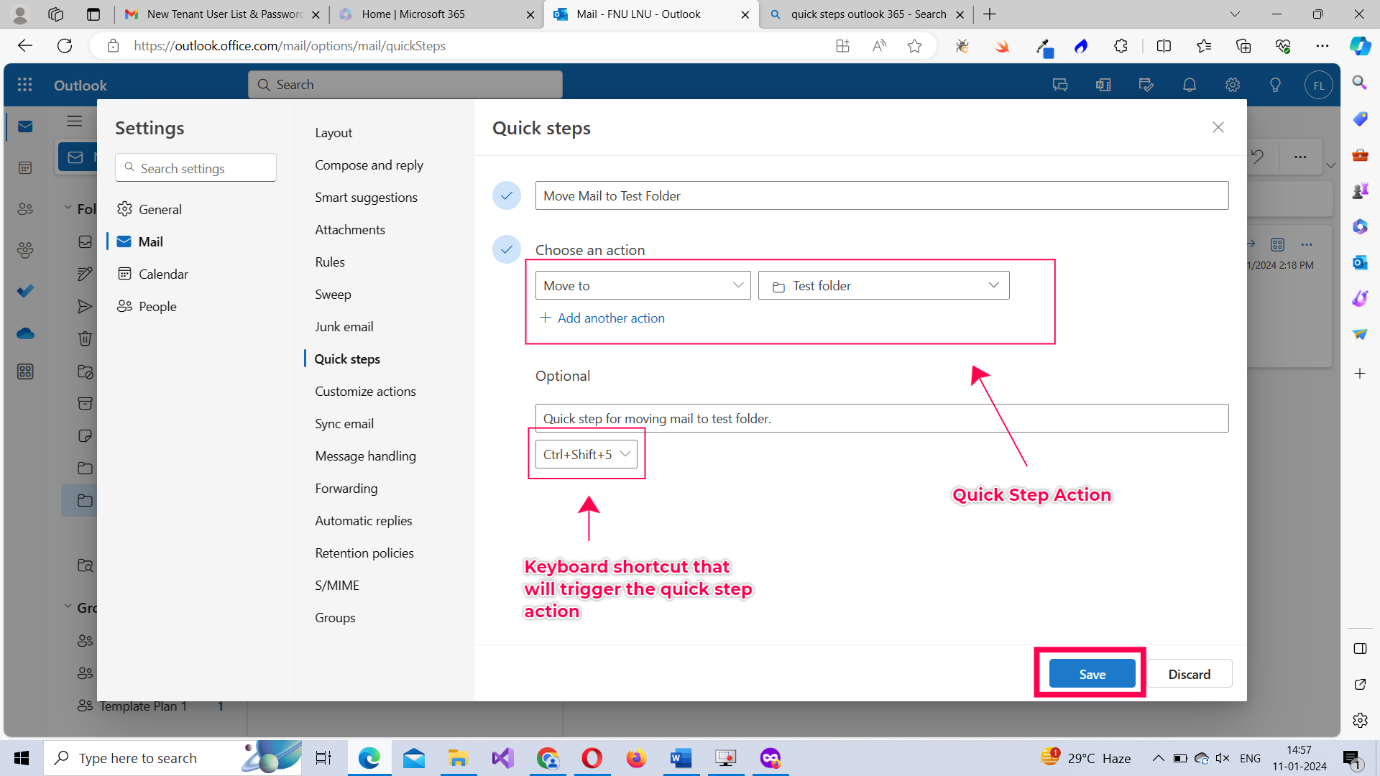 New Tenant User List & Password
Home | Microsoft 365
Mail - FNU LNU - Outlook
quick steps outlook 365 - Search
https://outlook.office.com/mail/options/mail/quickSteps
Outlook
Search
FL
Settings
Search settings
General
Mail
Calendar
People
Layout
Compose and reply
Smart suggestions
Attachments
Rules
Sweep
Junk email
Quick steps
Customize actions
Sync email
Message handling
Forwarding
Automatic replies
Retention policies
S/MIME
Groups
Quick steps
Move Mail to Test Folder
Choose an action
Move to
Test folder
Add another action
Optional
Quick step for moving mail to test folder.
Ctrl+Shift+5
Quick Step Action
Keyboard shortcut that
will trigger the quick step
action
Save
Discard
Fol
Gro
Template Plan 1 1
1/2024 2:18 PM
Type here to search
1
29°C Haze
ENG
14:57
11-01-2024
1